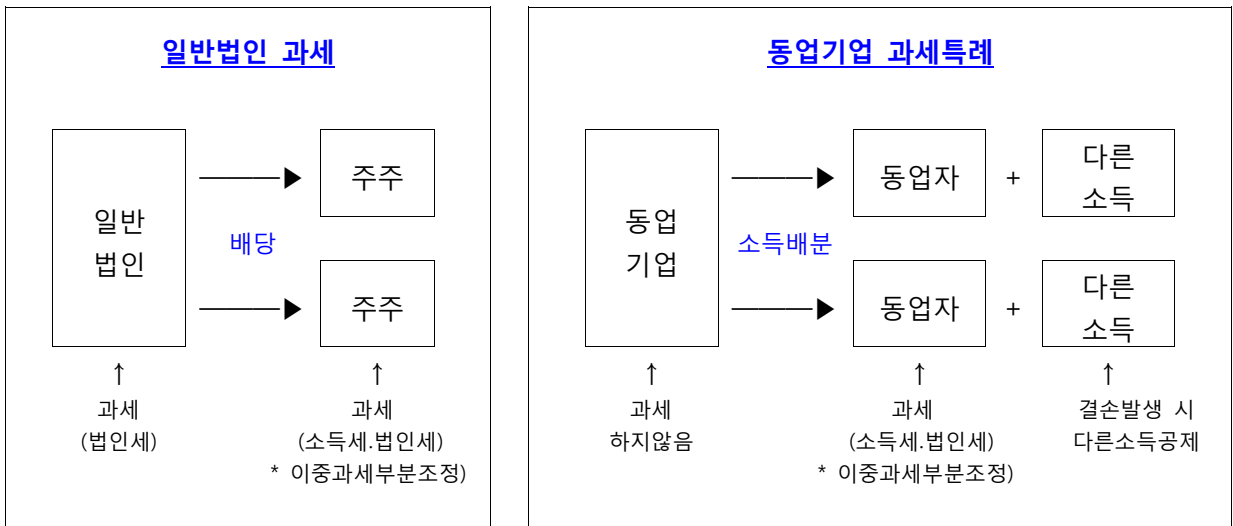 일반법인 과세
일반
법인
———▶
주주
배당
———▶
주주
↑
과세
(법인세)
↑
과세
(소득세.법인세)
* 이중과세부분조정)
동업기업 과세특례
동업
기업
———▶
동업자
+
다른
소득
소득배분
———▶
동업자
+
다른
소득
↑
과세
하지않음
↑
과세
(소득세.법인세)
* 이중과세부분조정)
↑
결손발생 시
다른소득공제